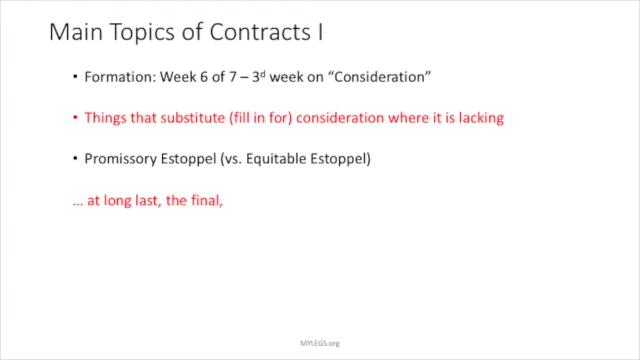 Main Topics of Contracts I
• Formation: Week 6 of 7 – 3ᵈ week on “Consideration”
• Things that substitute (fill in for) consideration where it is lacking
• Promissory Estoppel (vs. Equitable Estoppel)
... at long last, the final,
MYLEGS.org